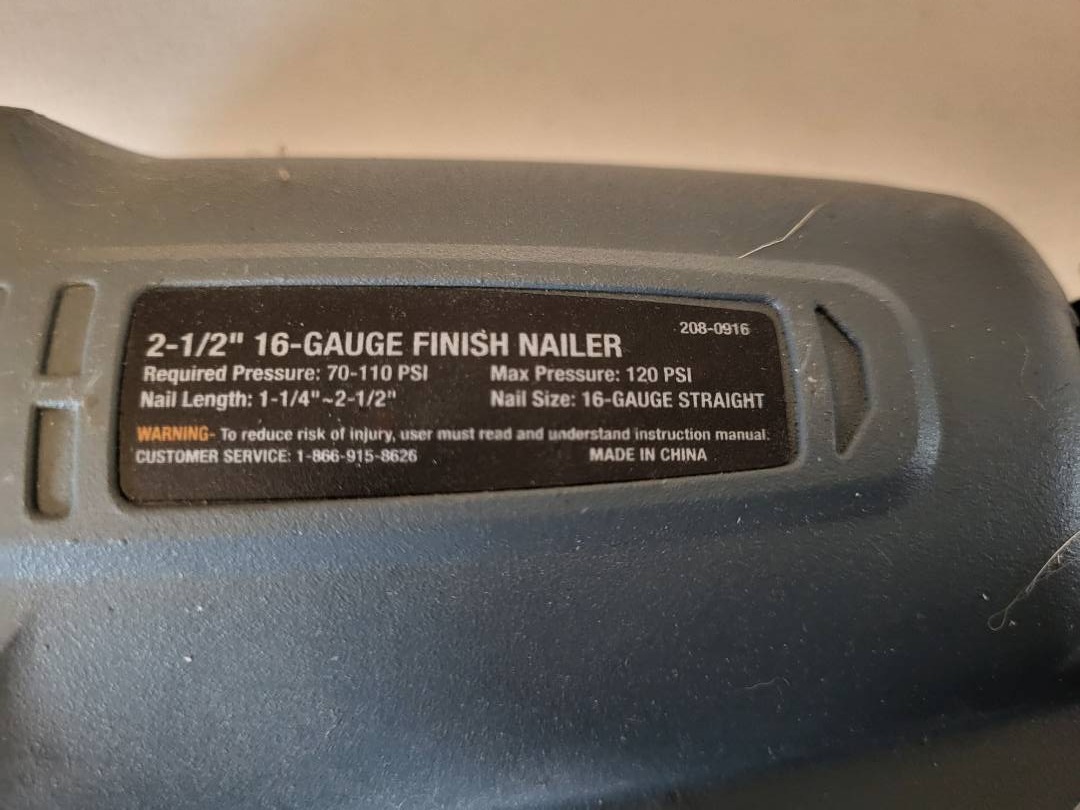 208-0916
2-1/2" 16-GAUGE FINISH NAILER
Required Pressure: 70-110 PSI Max Pressure: 120 PSI
Nail Length: 1-1/4"~2-1/2" Nail Size: 16-GAUGE STRAIGHT
WARNING- To reduce risk of injury, user must read and understand instruction manual.
CUSTOMER SERVICE: 1-866-915-8626 MADE IN CHINA